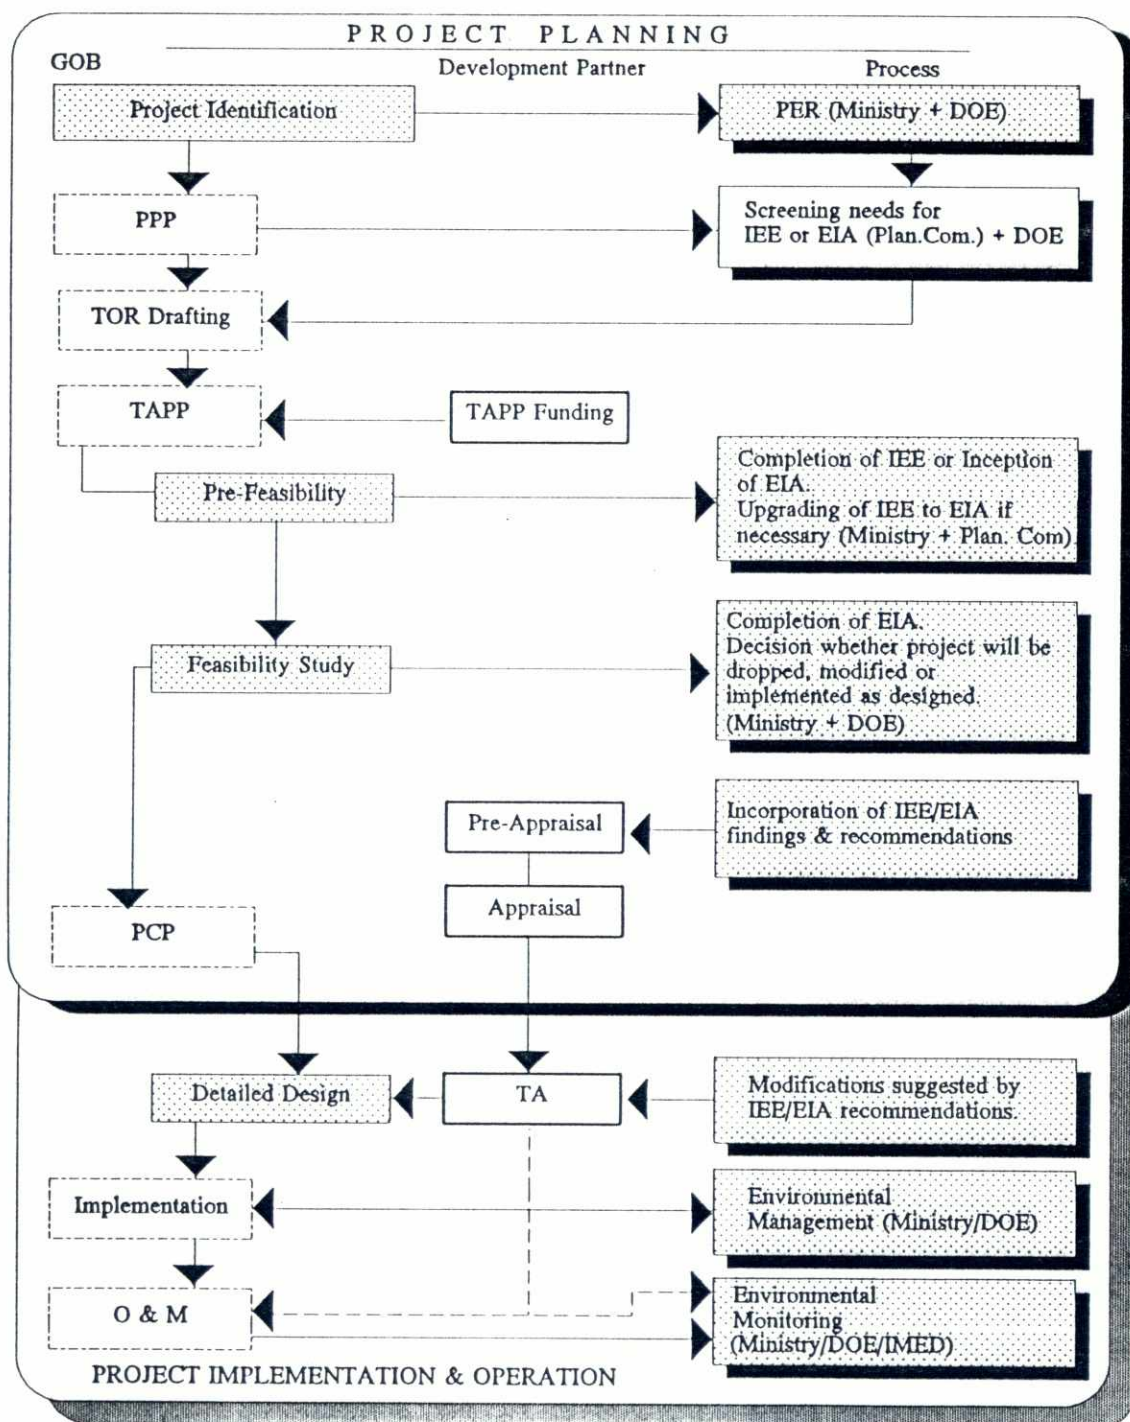 PROJECT PLANNING
GOB
Development Partner
Process
Project Identification
PER (Ministry + DOE)
PPP
Screening needs for
IEE or EIA (Plan.Com.) + DOE
TOR Drafting
TAPP
TAPP Funding
Pre-Feasibility
Completion of IEE or Inception
of EIA.
Upgrading of IEE to EIA if
necessary (Ministry + Plan. Com).
Feasibility Study
Completion of EIA.
Decision whether project will be
dropped, modified or
implemented as designed.
(Ministry + DOE)
Pre-Appraisal
Incorporation of IEE/EIA
findings & recommendations
Appraisal
PCP
Detailed Design
TA
Modifications suggested by
IEE/EIA recommendations.
Implementation
Environmental
Management (Ministry/DOE)
O & M
Environmental
Monitoring
(Ministry/DOE/IMED)
PROJECT IMPLEMENTATION & OPERATION